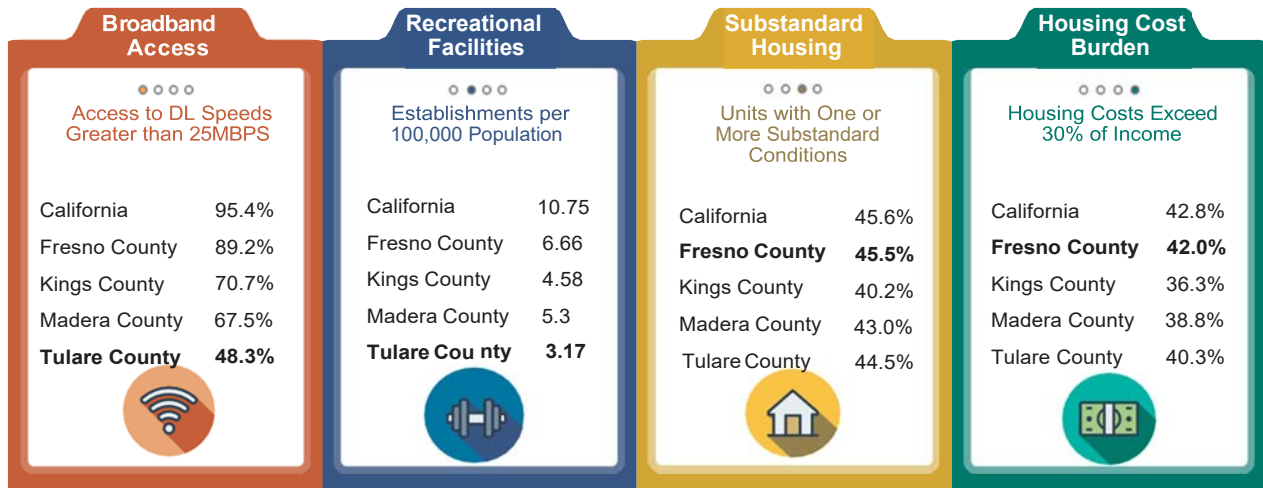 Broadband
Access
Access to DL Speeds
Greater than 25MBPS
California 95.4%
Fresno County 89.2%
Kings County 70.7%
Madera County 67.5%
Tulare County 48.3%
Recreational
Facilities
Establishments per
100,000 Population
California 10.75
Fresno County 6.66
Kings County 4.58
Madera County 5.3
Tulare Cou nty 3.17
Substandard
Housing
Units with One or
More Substandard
Conditions
California 45.6%
Fresno County 45.5%
Kings County 40.2%
Madera County 43.0%
Tulare County 44.5%
Housing Cost
Burden
Housing Costs Exceed
30% of Income
California 42.8%
Fresno County 42.0%
Kings County 36.3%
Madera County 38.8%
Tulare County 40.3%